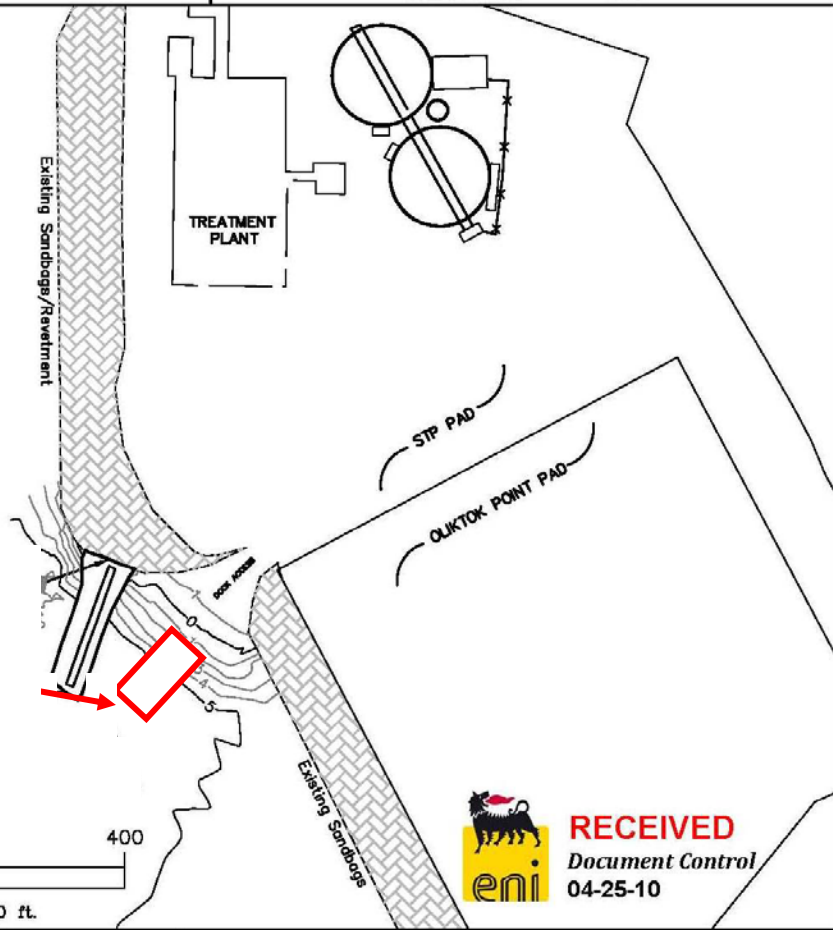 Existing Sandbags/Revetment
TREATMENT
PLANT
STP PAD
OLIKTOK POINT PAD
DOCK ACCESS
0
4
5
Existing Sandbags
400
0 ft.
eni
RECEIVED
Document Control
04-25-10